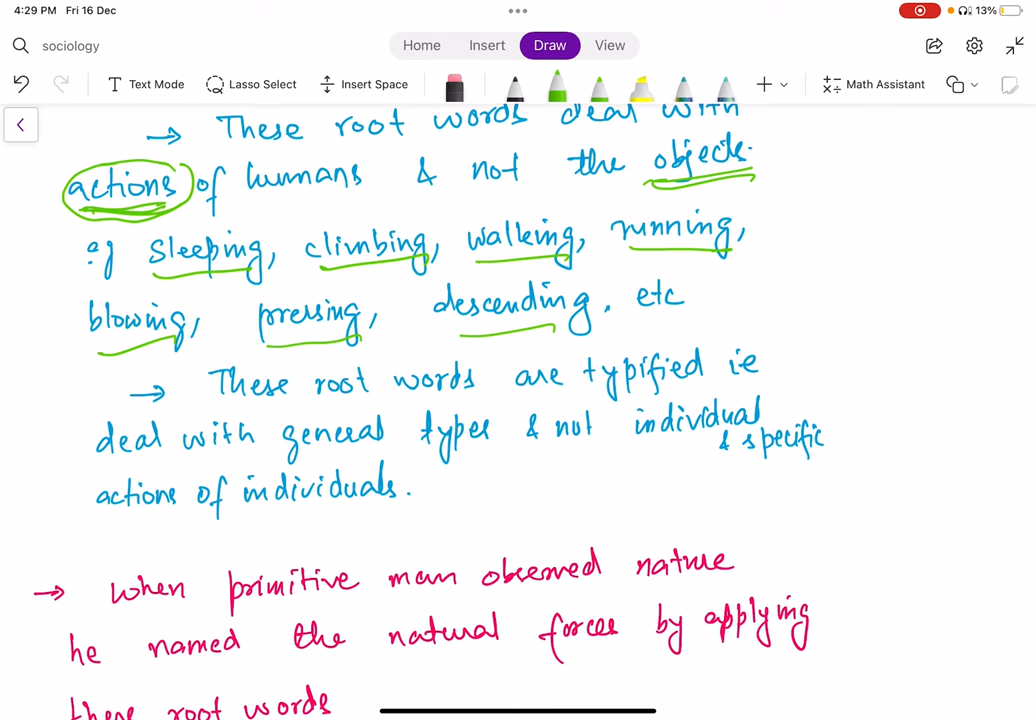 4:29 PM Fri 16 Dec
13%
sociology
Home Insert Draw View
Text Mode Lasso Select Insert Space Math Assistant
→ These root words deal with
actions of humans & not the objects.
eg sleeping, climbing, walking, running,
blowing, pressing, descending. etc
→ These root words are typified ie
deal with general types & not individual
& specific
actions of individuals.
→ When primitive man observed nature
he named the natural forces by applying
these root words